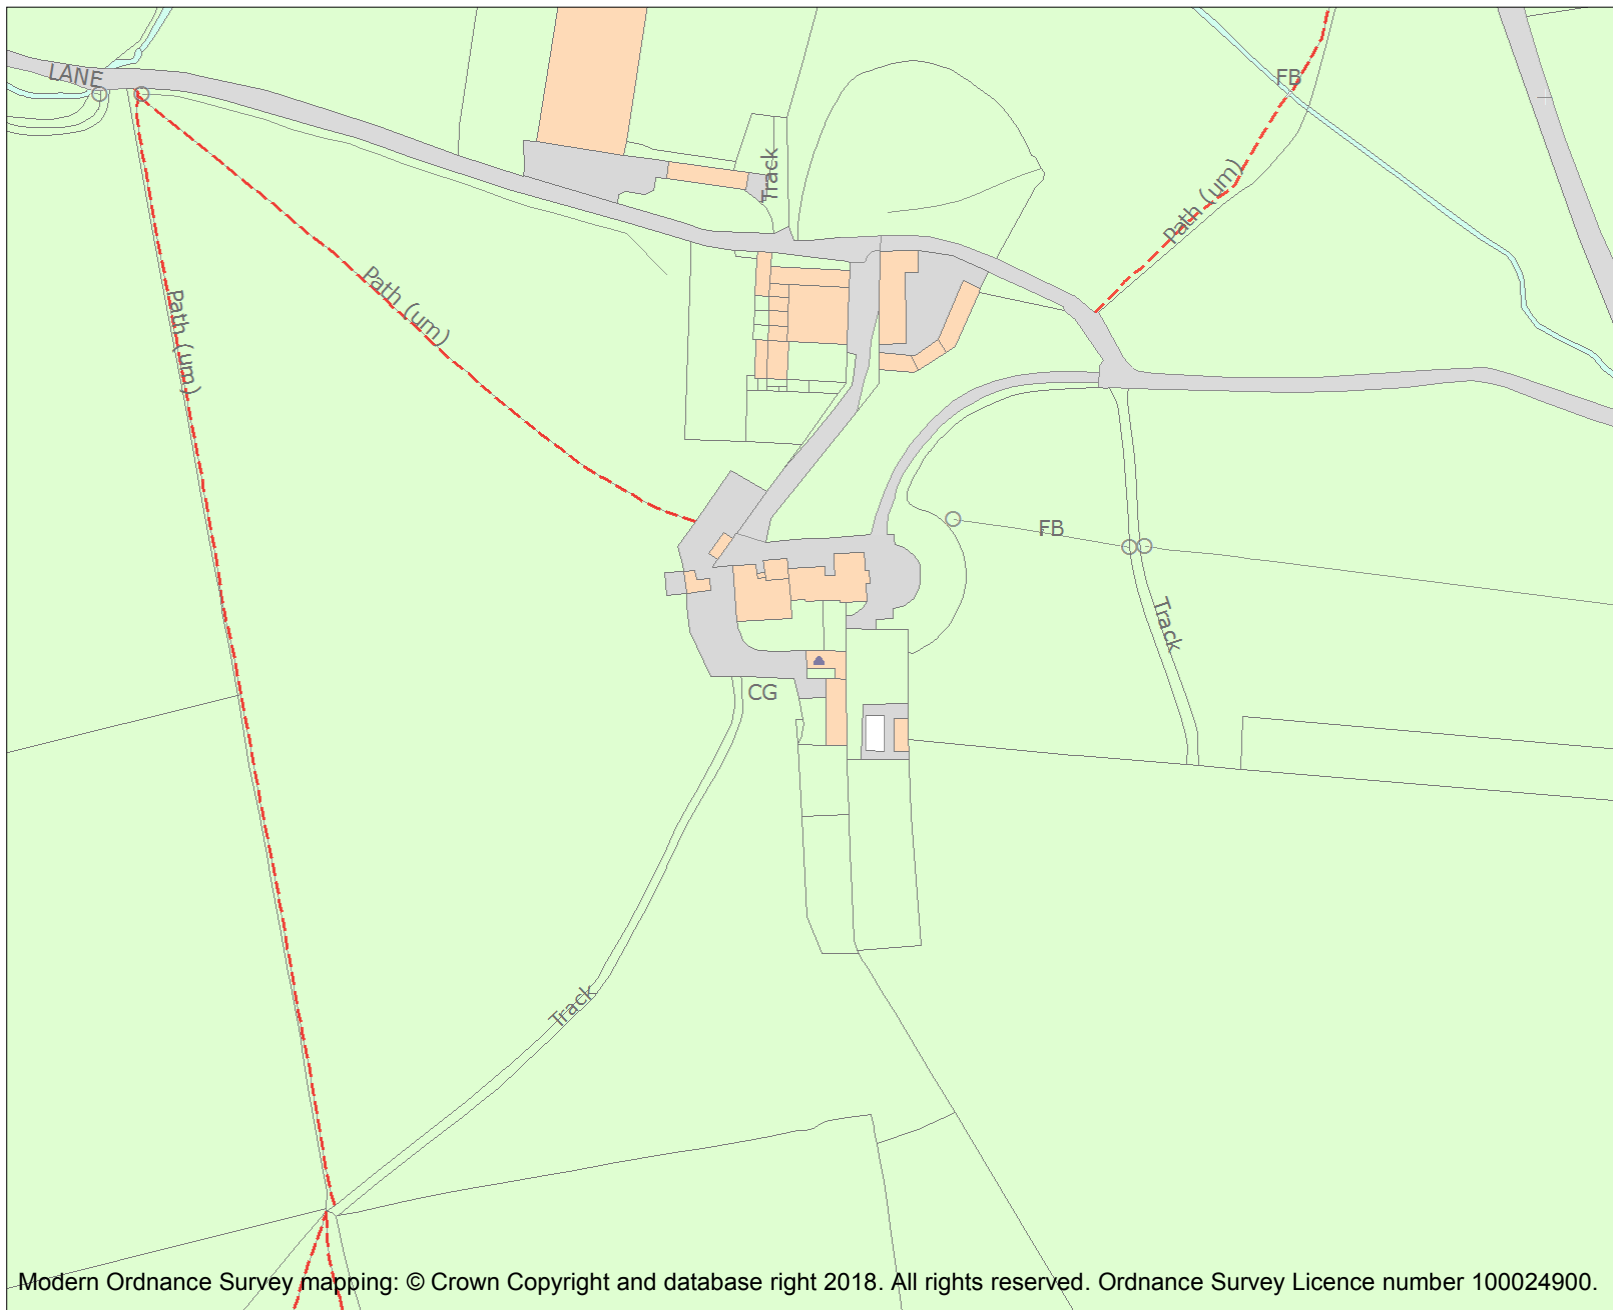 LANE
FB
Track
Path (um)
Path (um)
Path (um)
FB
Track
CG
Track
Modern Ordnance Survey mapping: © Crown Copyright and database right 2018. All rights reserved. Ordnance Survey Licence number 100024900.